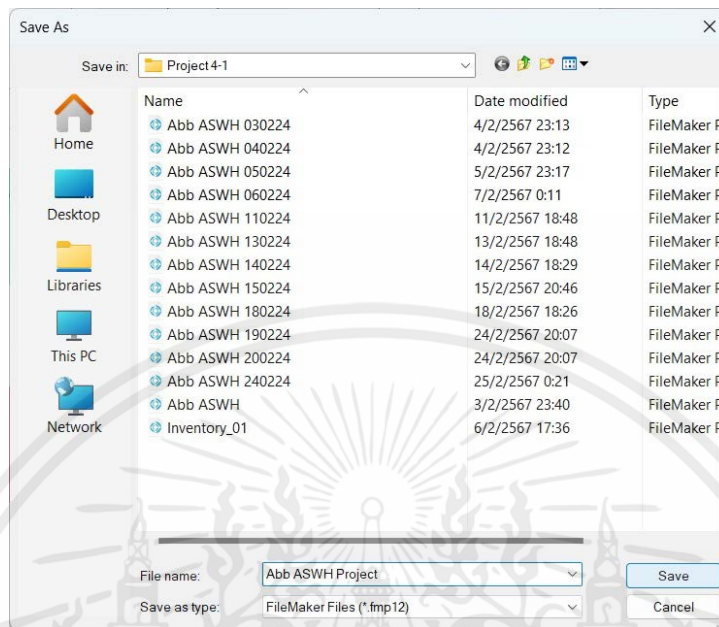 Save As
Save in: Project 4-1
Name Date modified Type
Home
Desktop
Libraries
This PC
Network
Abb ASWH 030224 4/2/2567 23:13 FileMaker
Abb ASWH 040224 4/2/2567 23:12 FileMaker
Abb ASWH 050224 5/2/2567 23:17 FileMaker
Abb ASWH 060224 7/2/2567 0:11 FileMaker
Abb ASWH 110224 11/2/2567 18:48 FileMaker
Abb ASWH 130224 13/2/2567 18:48 FileMaker
Abb ASWH 140224 14/2/2567 18:29 FileMaker
Abb ASWH 150224 15/2/2567 20:46 FileMaker
Abb ASWH 180224 18/2/2567 18:26 FileMaker
Abb ASWH 190224 24/2/2567 20:07 FileMaker
Abb ASWH 200224 24/2/2567 20:07 FileMaker
Abb ASWH 240224 25/2/2567 0:21 FileMaker
Abb ASWH 3/2/2567 23:40 FileMaker
Inventory_01 6/2/2567 17:36 FileMaker
File name: Abb ASWH Project Save
Save as type: FileMaker Files (*.fmp12) Cancel